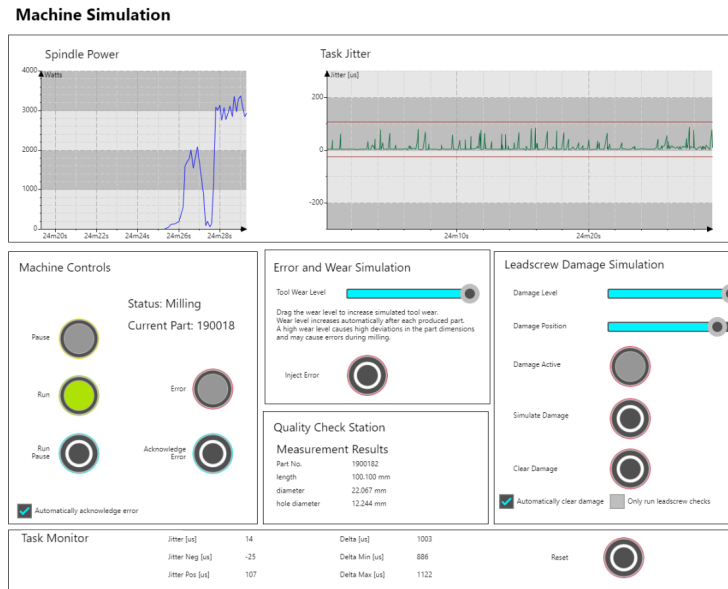 Machine Simulation
Spindle Power
Task Jitter
Watts
4000
3000
2000
1000
0
24m20s 24m22s 24m24s 24m26s 24m28s
Jitter [us]
200
0
-200
24m10s 24m20s
Machine Controls
Status: Milling
Current Part: 190018
Pause
Run
Error
Run Pause
Acknowledge Error
Automatically acknowledge error
Error and Wear Simulation
Tool Wear Level
Drag the wear level to increase simulated tool wear.
Wear level increases automatically after each produced part.
A high wear level causes high deviations in the part dimensions
and may cause errors during milling.
Inject Error
Quality Check Station
Measurement Results
Part No. 1900182
length 100.100 mm
diameter 22.067 mm
hole diameter 12.244 mm
Leadscrew Damage Simulation
Damage Level
Damage Position
Damage Active
Simulate Damage
Clear Damage
Automatically clear damage Only run leadscrew checks
Task Monitor
Jitter [us] 14 Delta [us] 1003
Jitter Neg [us] -25 Delta Min [us] 886
Jitter Pos [us] 107 Delta Max [us] 1122
Reset